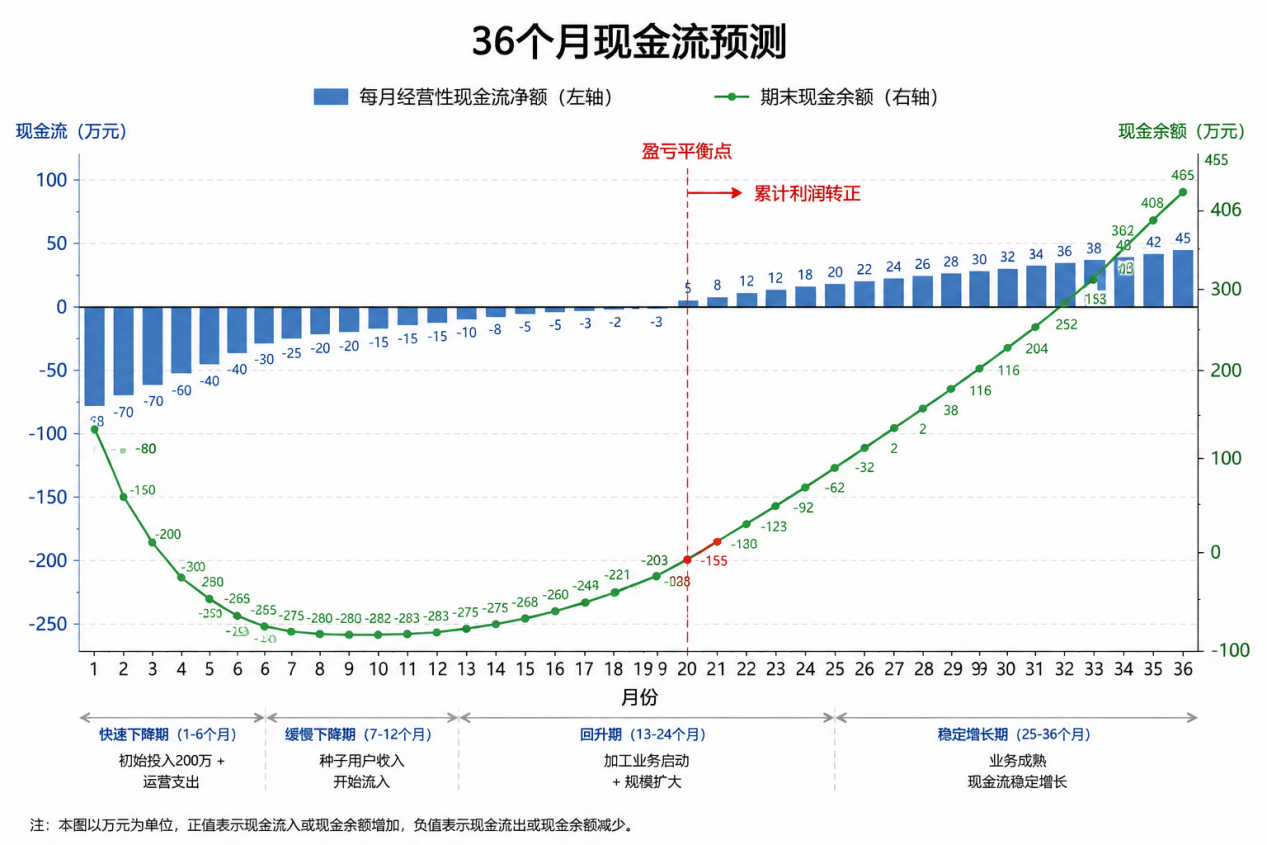 36个月现金流预测
每月经营性现金流净额（左轴）
期末现金余额（右轴）
现金流（万元）
现金余额（万元）
盈亏平衡点
累计利润转正
100
50
0
-50
-100
-150
-200
-250
455
406
300
200
100
0
-100
-70 -70 -60 -40 -40 -30 -25 -20 -20 -15 -15 -15 -10 -8 -5 -5 -3 -2 -3
5 8 12 12 18 20 22 24 26 28 30 32 34 36 38 42 45
-80
-150
-200
-300
280
-265
-255 -275 -280 -280 -282 -283 -283 -275 -275 -268 -260 -244 -221 -203
-155
-123
-92
-62
-32
2
2
38
116
116
204
252
153
362
408
465
1 2 3 4 5 6 6 7 8 9 10 11 12 13 14 15 16 17 18 19 9 20 21 22 23 24 25 26 27 28 29 99 30 31 32 33 34 35 36
月份
快速下降期（1-6个月）
初始投入200万 +
运营支出
缓慢下降期（7-12个月）
种子用户收入
开始流入
回升期（13-24个月）
加工业务启动
+ 规模扩大
稳定增长期（25-36个月）
业务成熟
现金流稳定增长
注：本图以万元为单位，正值表示现金流入或现金余额增加，负值表示现金流出或现金余额减少。